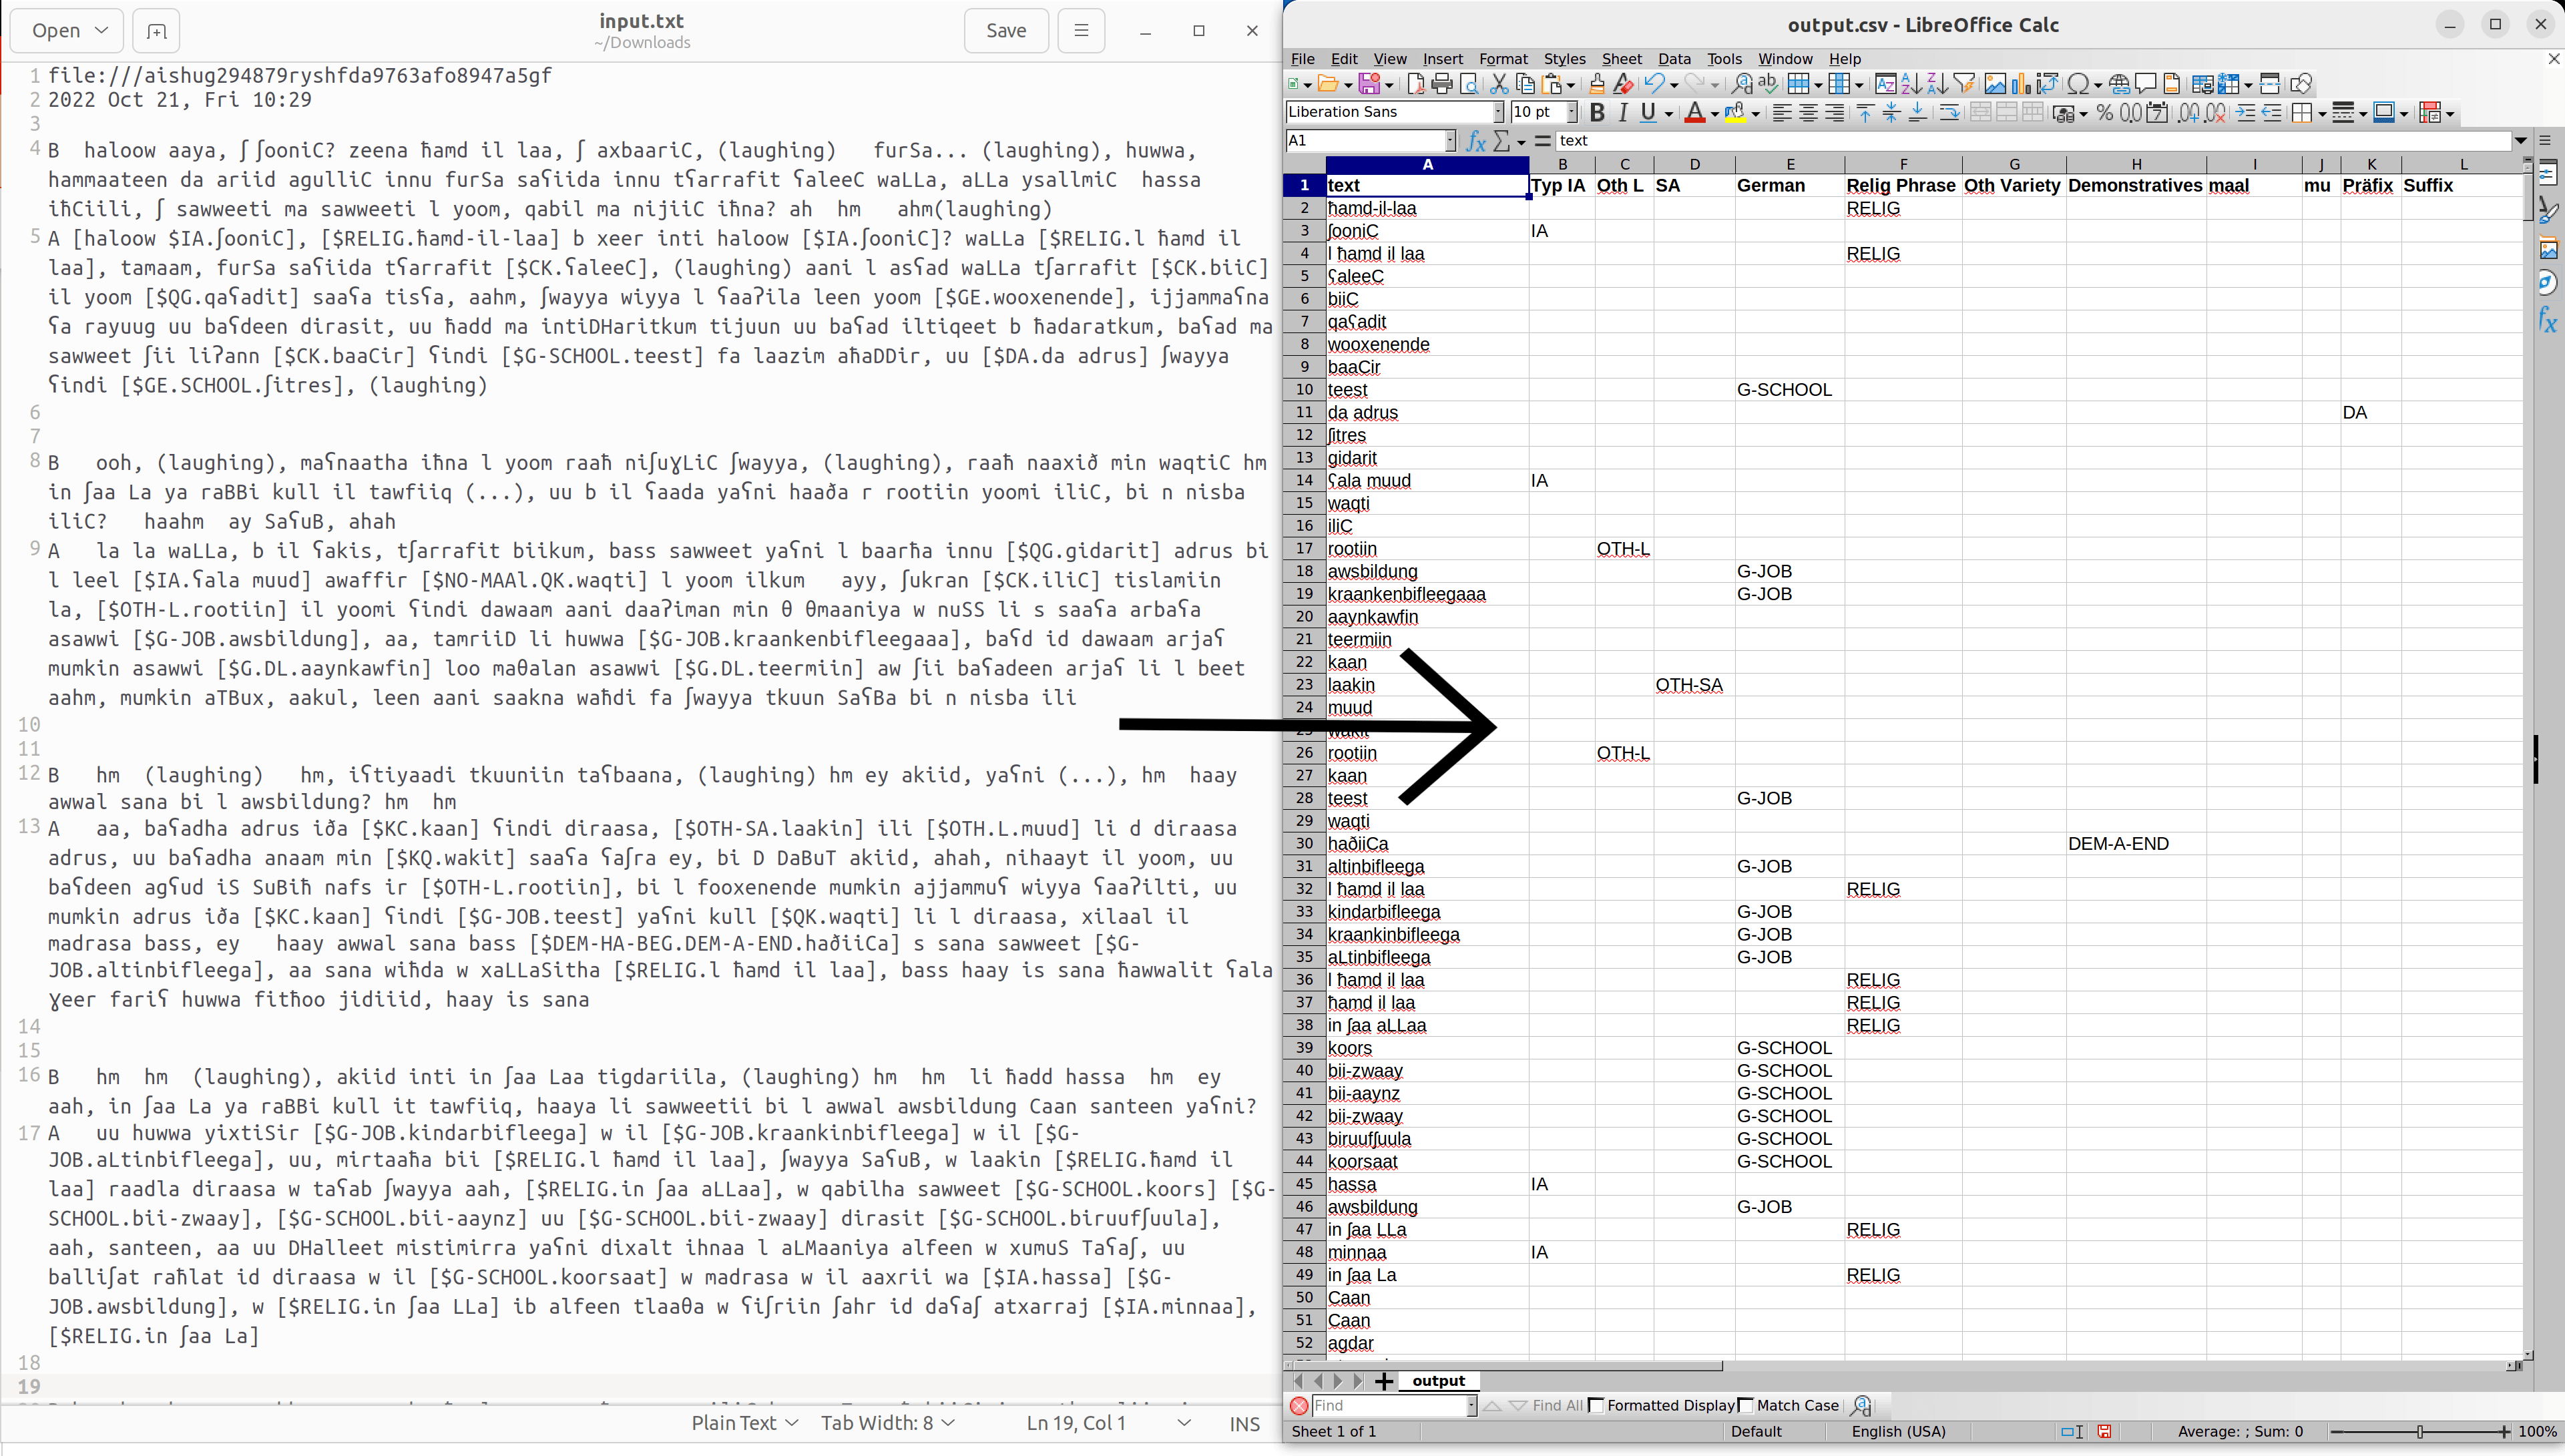 Open
input.txt
~/Downloads
Save
1 file:///aishug294879ryshfda9763afo8947a5gf
2 2022 Oct 21, Fri 10:29
3
4 B  haloow aaya, ʃ ʃooniC? zeena ħamd il laa, ʃ axbaariC, (laughing)   furSa... (laughing), huwwa,
hammaateen da ariid agulliC innu furSa saʕiida innu tʕarrafit ʕaleeC waLLa, aLLa ysallmiC  hassa
iħCiili, ʃ sawweeti ma sawweeti l yoom, qabil ma nijiiC iħna? ah  hm   ahm(laughing)
5 A [haloow $IA.ʃooniC], [$RELIG.ħamd-il-laa] b xeer inti haloow [$IA.ʃooniC]? waLLa [$RELIG.l ħamd il
laa], tamaam, furSa saʕiida tʕarrafit [$CK.ʕaleeC], (laughing) aani l asʕad waLLa tʃarrafit [$CK.biiC]
il yoom [$QG.qaʕadit] saaʕa tisʕa, aahm, ʃwayya wiyya l ʕaaʔila leen yoom [$GE.wooxenende], ijjammaʕna
ʕa rayuug uu baʕdeen dirasit, uu ħadd ma intiDHaritkum tijuun uu baʕad iltiqeet b ħadaratkum, baʕad ma
sawweet ʃii liʔann [$CK.baaCir] ʕindi [$G-SCHOOL.teest] fa laazim aħaDDir, uu [$DA.da adrus] ʃwayya
ʕindi [$GE.SCHOOL.ʃitres], (laughing)
6
7
8 B   ooh, (laughing), maʕnaatha iħna l yoom raaħ niʃuɣLiC ʃwayya, (laughing), raaħ naaxið min waqtiC hm
in ʃaa La ya raBBi kull il tawfiiq (...), uu b il ʕaada yaʕni haaða r rootiin yoomi iliC, bi n nisba
iliC?   haahm  ay SaʕuB, ahah
9 A   la la waLLa, b il ʕakis, tʃarrafit biikum, bass sawweet yaʕni l baarħa innu [$QG.gidarit] adrus bi
l leel [$IA.ʕala muud] awaffir [$NO-MAAl.QK.waqti] l yoom ilkum   ayy, ʃukran [$CK.iliC] tislamiin
la, [$OTH-L.rootiin] il yoomi ʕindi dawaam aani daaʔiman min θ θmaaniya w nuSS li s saaʕa arbaʕa
asawwi [$G-JOB.awsbildung], aa, tamriiD li huwwa [$G-JOB.kraankenbifleegaaa], baʕd id dawaam arjaʕ
mumkin asawwi [$G.DL.aaynkawfin] loo maθalan asawwi [$G.DL.teermiin] aw ʃii baʕadeen arjaʕ li l beet
aahm, mumkin aTBux, aakul, leen aani saakna waħdi fa ʃwayya tkuun SaʕBa bi n nisba ili
10
11
12 B   hm  (laughing)   hm, iʕtiyaadi tkuuniin taʕbaana, (laughing) hm ey akiid, yaʕni (...), hm  haay
awwal sana bi l awsbildung? hm  hm
13 A   aa, baʕadha adrus iða [$KC.kaan] ʕindi diraasa, [$OTH-SA.laakin] ili [$OTH.L.muud] li d diraasa
adrus, uu baʕadha anaam min [$KQ.wakit] saaʕa ʕaʃra ey, bi D DaBuT akiid, ahah, nihaayt il yoom, uu
baʕdeen agʕud iS SuBiħ nafs ir [$OTH-L.rootiin], bi l fooxenende mumkin ajjammuʕ wiyya ʕaaʔilti, uu
mumkin adrus iða [$KC.kaan] ʕindi [$G-JOB.teest] yaʕni kull [$QK.waqti] li l diraasa, xilaal il
madrasa bass, ey   haay awwal sana bass [$DEM-HA-BEG.DEM-A-END.haðiiCa] s sana sawweet [$G-
JOB.altinbifleega], aa sana wiħda w xaLLaSitha [$RELIG.l ħamd il laa], bass haay is sana ħawwalit ʕala
ɣeer fariʕ huwwa fitħoo jidiiid, haay is sana
14
15
16 B   hm  hm  (laughing), akiid inti in ʃaa Laa tigdariila, (laughing) hm  hm  li ħadd hassa  hm  ey
aah, in ʃaa La ya raBBi kull it tawfiiq, haaya li sawweetii bi l awwal awsbildung Caan santeen yaʕni?
17 A   uu huwwa yixtiSir [$G-JOB.kindarbifleega] w il [$G-JOB.kraankinbifleega] w il [$G-
JOB.aLtinbifleega], uu, mirtaaħa bii [$RELIG.l ħamd il laa], ʃwayya SaʕuB, w laakin [$RELIG.ħamd il
laa] raadla diraasa w taʕab ʃwayya aah, [$RELIG.in ʃaa aLLaa], w qabilha sawweet [$G-SCHOOL.koors] [$G-
SCHOOL.bii-zwaay], [$G-SCHOOL.bii-aaynz] uu [$G-SCHOOL.bii-zwaay] dirasit [$G-SCHOOL.biruufʃuula],
aah, santeen, aa uu DHalleet mistimirra yaʕni dixalt ihnaa l aLMaaniya alfeen w xumuS Taʕaʃ, uu
balliʃat raħlat id diraasa w il [$G-SCHOOL.koorsaat] w madrasa w il aaxrii wa [$IA.hassa] [$G-
JOB.awsbildung], w [$RELIG.in ʃaa LLa] ib alfeen tlaaθa w ʕiʃriin ʃahr id daʕaʃ atxarraj [$IA.minnaa],
[$RELIG.in ʃaa La]
18
19
Plain Text  Tab Width: 8  Ln 19, Col 1  INS
output.csv - LibreOffice Calc
File Edit View Insert Format Styles Sheet Data Tools Window Help
Liberation Sans  10 pt
A1  text
A B C D E F G H I J K L
1 text  Typ IA  Oth L  SA  German  Relig Phrase  Oth Variety  Demonstratives  maal  mu  Präfix  Suffix
2 ħamd-il-laa  RELIG
3 ʃooniC  IA
4 l ħamd il laa  RELIG
5 ʕaleeC
6 biiC
7 qaʕadit
8 wooxenende
9 baaCir
10 teest  G-SCHOOL
11 da adrus  DA
12 ʃitres
13 gidarit
14 ʕala muud  IA
15 waqti
16 iliC
17 rootiin  OTH-L
18 awsbildung  G-JOB
19 kraankenbifleegaaa  G-JOB
20 aaynkawfin
21 teermiin
22 kaan
23 laakin  OTH-SA
24 muud
25 wakit
26 rootiin  OTH-L
27 kaan
28 teest  G-JOB
29 waqti
30 haðiiCa  DEM-A-END
31 altinbifleega  G-JOB
32 l ħamd il laa  RELIG
33 kindarbifleega  G-JOB
34 kraankinbifleega  G-JOB
35 aLtinbifleega  G-JOB
36 l ħamd il laa  RELIG
37 ħamd il laa  RELIG
38 in ʃaa aLLaa  RELIG
39 koors  G-SCHOOL
40 bii-zwaay  G-SCHOOL
41 bii-aaynz  G-SCHOOL
42 bii-zwaay  G-SCHOOL
43 biruufʃuula  G-SCHOOL
44 koorsaat  G-SCHOOL
45 hassa  IA
46 awsbildung  G-JOB
47 in ʃaa LLa  RELIG
48 minnaa  IA
49 in ʃaa La  RELIG
50 Caan
51 Caan
52 agdar
output
Find  Find All  Formatted Display  Match Case
Sheet 1 of 1  Default  English (USA)  Average: ; Sum: 0  100%